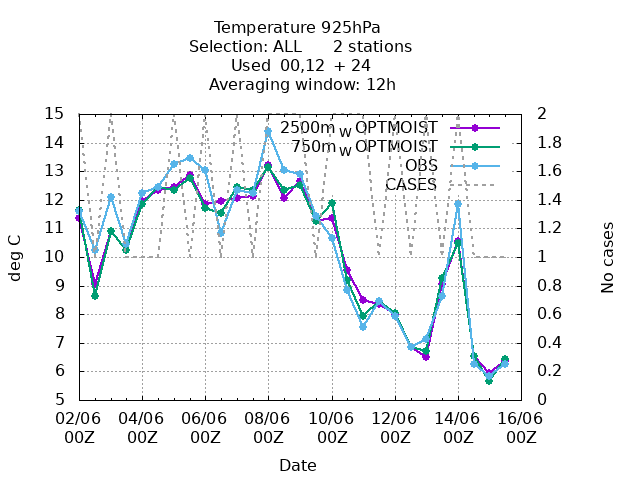 Temperature 925hPa
Selection: ALL 2 stations
Used 00,12 + 24
Averaging window: 12h
2500m W OPTMOIST
750m W OPTMOIST
OBS
CASES
15
14
13
12
11
10
9
8
7
6
5
deg C
2
1.8
1.6
1.4
1.2
1
0.8
0.6
0.4
0.2
0
No cases
02/06 04/06 06/06 08/06 10/06 12/06 14/06 16/06
00Z 00Z 00Z 00Z 00Z 00Z 00Z 00Z
Date